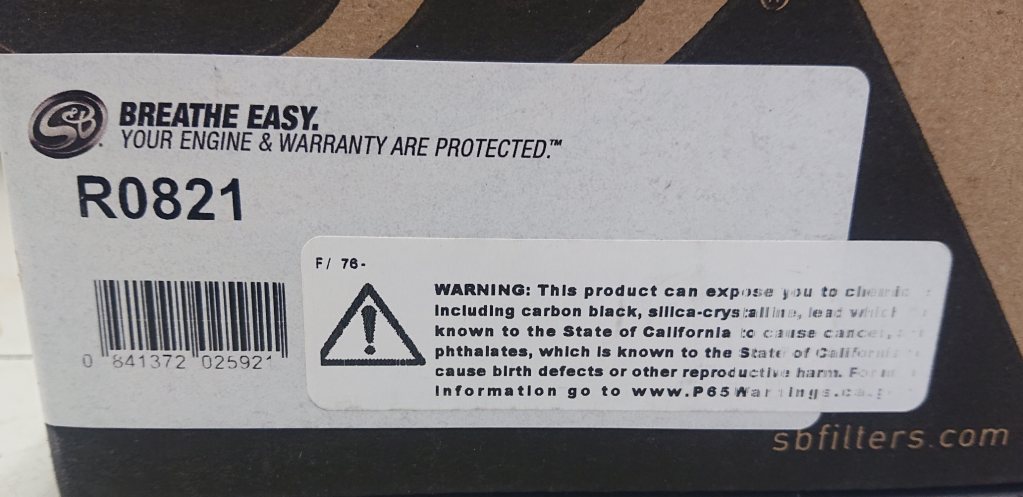 S&B
BREATHE EASY.
YOUR ENGINE & WARRANTY ARE PROTECTED.™
R0821
F/ 76-
WARNING: This product can expose you to
including carbon black, silica-crystalline, lead which
known to the State of California to cause cancer,
phthalates, which is known to the State of California to
cause birth defects or other reproductive harm. For
information go to www.P65Warnings.ca.
0 841372 025921
sbfilters.com